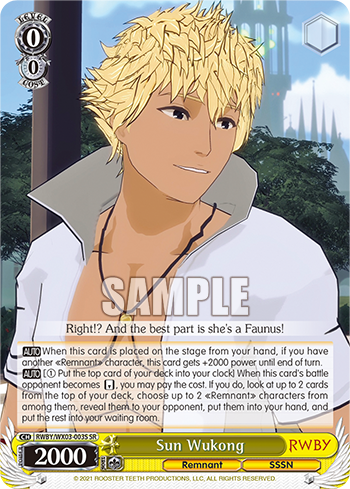 LEVEL
0
0
COST
SAMPLE
Right!? And the best part is she's a Faunus!
AUTO When this card is placed on the stage from your hand, if you have
another «Remnant» character, this card gets +2000 power until end of turn.
AUTO [① Put the top card of your deck into your clock] When this card's battle
opponent becomes [ ], you may pay the cost. If you do, look at up to 2 cards
from the top of your deck, choose up to 2 «Remnant» characters from
among them, reveal them to your opponent, put them into your hand, and
put the rest into your waiting room.
CH RWBY/WX03-003S SR
Sun Wukong
RWBY
POWER 2000
SOUL
Remnant
SSSN
©2021 ROOSTER TEETH PRODUCTIONS, LLC, ALL RIGHTS RESERVED.